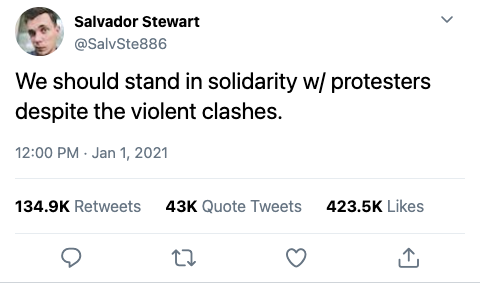 Salvador Stewart
@SalvSte886
We should stand in solidarity w/ protesters
despite the violent clashes.
12:00 PM · Jan 1, 2021
134.9K Retweets 43K Quote Tweets 423.5K Likes